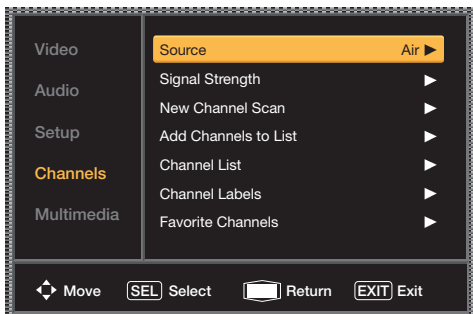 Video
Audio
Setup
Channels
Multimedia
Source Air ▶
Signal Strength ▶
New Channel Scan ▶
Add Channels to List ▶
Channel List ▶
Channel Labels ▶
Favorite Channels ▶
Move SEL Select Return EXIT Exit